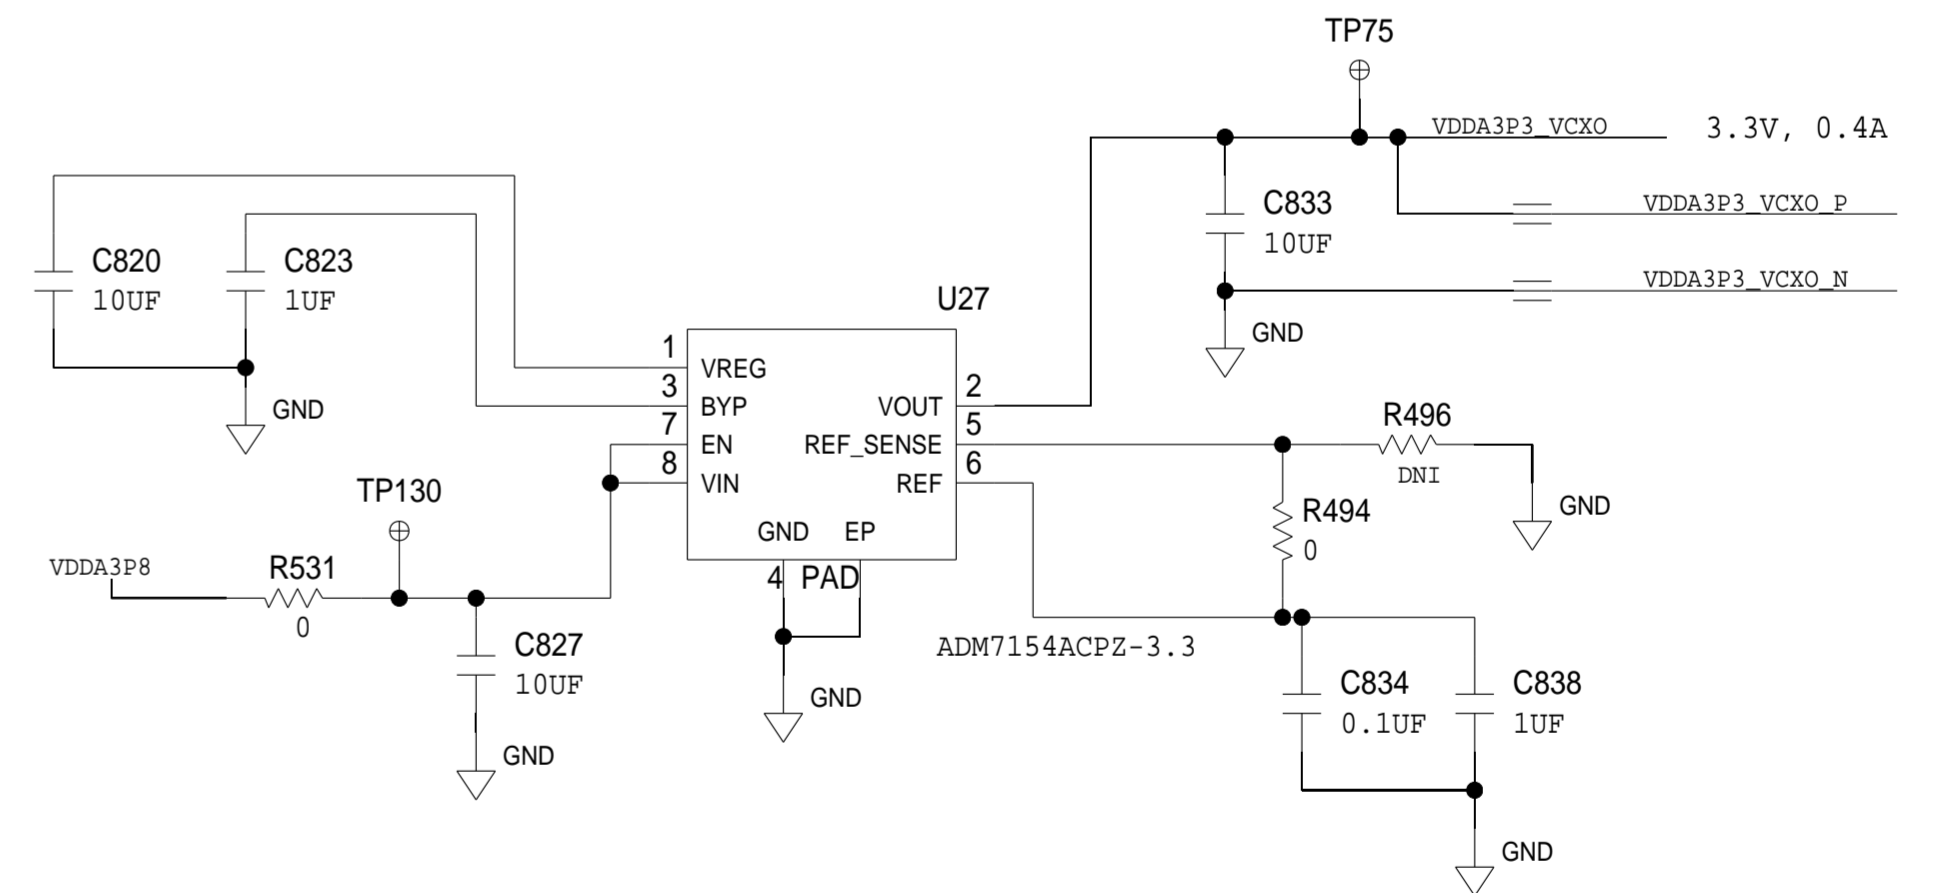 TP75
VDDA3P3_VCXO
3.3V, 0.4A
VDDA3P3_VCXO_P
C833
10UF
C820
10UF
C823
1UF
VDDA3P3_VCXO_N
U27
GND
1
VREG
3
BYP
VOUT
2
GND
7
EN
REF_SENSE
5
R496
DNI
8
VIN
REF
6
TP130
GND
R494
0
GND
EP
VDDA3P8
R531
0
4
PAD
C827
10UF
ADM7154ACPZ-3.3
GND
C834
0.1UF
C838
1UF
GND
GND